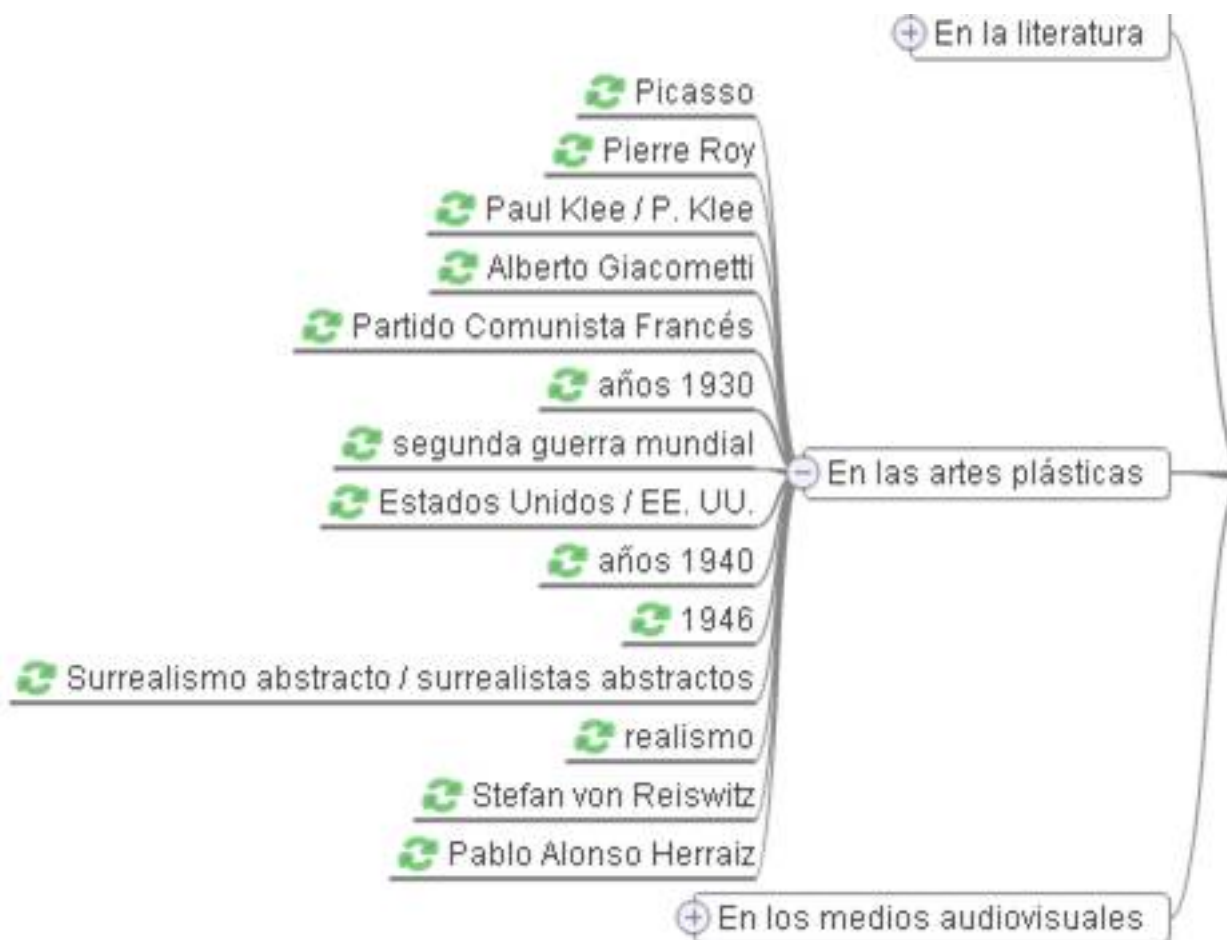 En la literatura
Picasso
Pierre Roy
Paul Klee / P. Klee
Alberto Giacometti
Partido Comunista Francés
años 1930
segunda guerra mundial
En las artes plásticas
Estados Unidos / EE. UU.
años 1940
1946
Surrealismo abstracto / surrealistas abstractos
realismo
Stefan von Reiswitz
Pablo Alonso Herraiz
En los medios audiovisuales